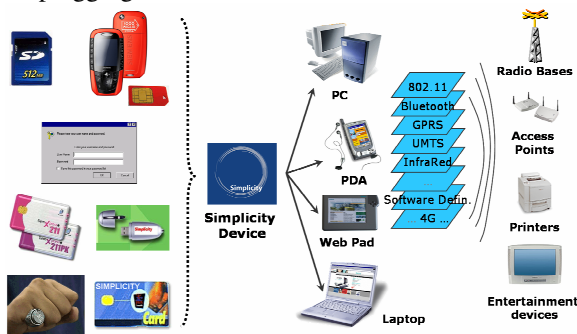 SD
512MB
Simplicity
Simplicity
Device
SIMPLICITY
Card
Simplicity
PC
PDA
Web Pad
Laptop
802.11
Bluetooth
GPRS
UMTS
InfraRed
...
Software Defin.
... 4G ...
Radio Bases
Access
Points
Printers
Entertainment
devices